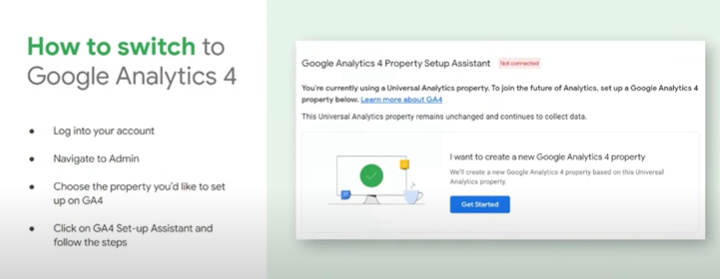 How to switch to
Google Analytics 4
Log into your account
Navigate to Admin
Choose the property you'd like to set
up on GA4
Click on GA4 Set-up Assistant and
follow the steps
Google Analytics 4 Property Setup Assistant Not connected
You're currently using a Universal Analytics property. To join the future of Analytics, set up a Google Analytics 4
property below. Learn more about GA4
This Universal Analytics property remains unchanged and continues to collect data.
I want to create a new Google Analytics 4 property
We'll create a new Google Analytics 4 property based on this Universal
Analytics property.
Get Started